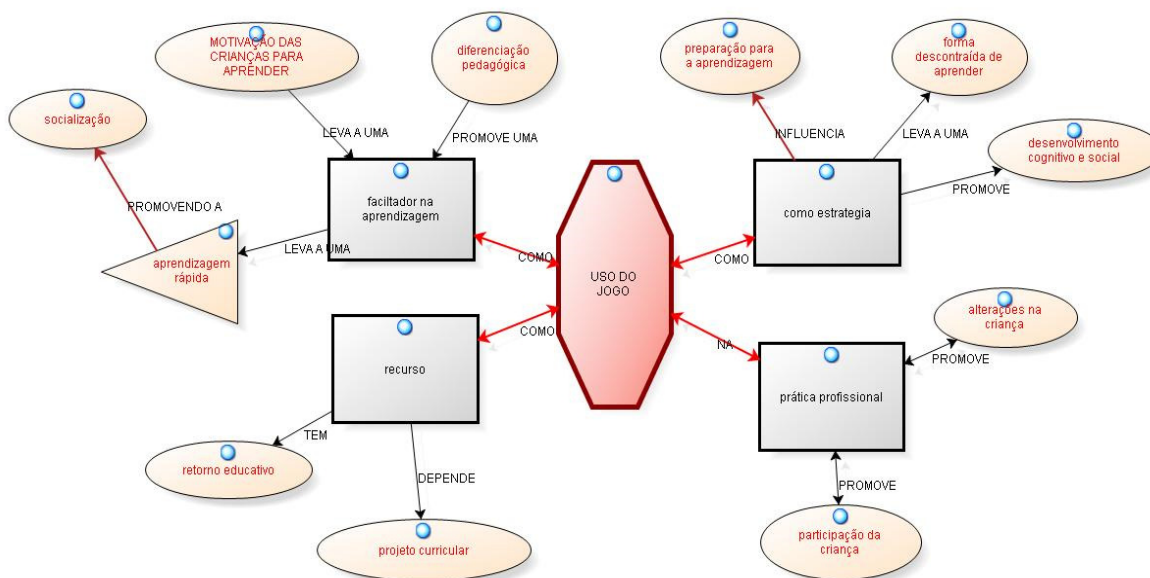 MOTIVAÇÃO DAS
CRIANÇAS PARA
APRENDER
diferenciação
pedagógica
preparação para
a aprendizagem
forma
descontraída de
aprender
socialização
LEVA A UMA
PROMOVE UMA
INFLUENCIA
LEVA A UMA
desenvolvimento
cognitivo e social
PROMOVE
faciltador na
aprendizagem
como estrategia
PROMOVENDO A
LEVA A UMA
aprendizagem
rápida
COMO
USO DO
JOGO
COMO
COMO
NA
alterações na
criança
PROMOVE
recurso
prática profissional
TEM
retorno educativo
DEPENDE
PROMOVE
projeto curricular
participação da
criança